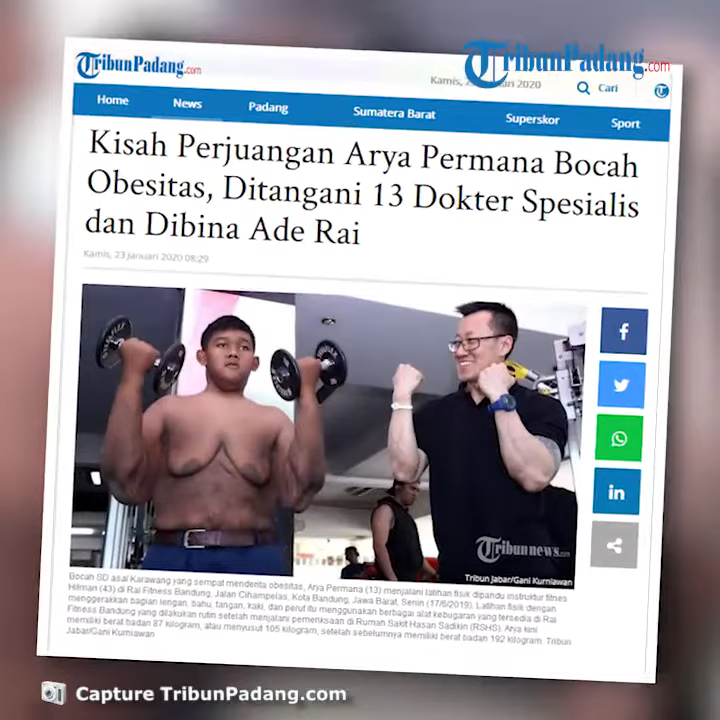 TribunPadang.com
TribunPadang.com
Kamis, 2020
Cari
Home News Padang Sumatera Barat Superskor Sport
Kisah Perjuangan Arya Permana Bocah
Obesitas, Ditangani 13 Dokter Spesialis
dan Dibina Ade Rai
Kamis, 23 Januari 2020 08:29
Tribunnews.com
Tribun Jabar/Gani Kurniawan
Bocah SD asal Karawang yang sempat menderita obesitas, Arya Permana (13) menjalani latihan fisik dipandu instruktur fitnes
Hilman (43) di Rai Fitness Bandung, Jalan Cihampelas, Kota Bandung, Jawa Barat, Senin (17/6/2019). Latihan fisik dengan
menggerakkan bagian lengan, bahu, tangan, kaki, dan perut itu menggunakan berbagai alat kebugaran yang tersedia di Rai
Fitness Bandung yang dilakukan rutin setelah menjalani pemeriksaan di Rumah Sakit Hasan Sadikin (RSHS). Arya kini
memiliki berat badan 87 kilogram, atau menyusut 105 kilogram, setelah sebelumnya memiliki berat badan 192 kilogram. Tribun
Jabar/Gani Kurniawan
Capture TribunPadang.com